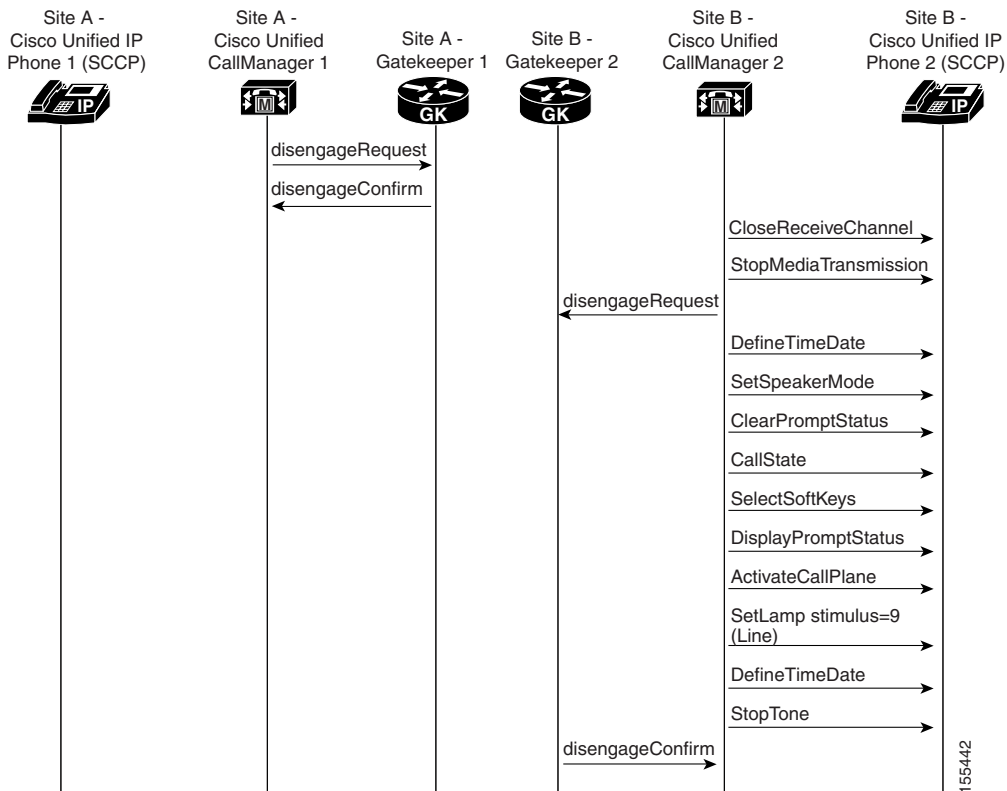 Site A -
Cisco Unified IP
Phone 1 (SCCP)
Site A -
Cisco Unified
CallManager 1
Site A -
Gatekeeper 1
Site B -
Gatekeeper 2
Site B -
Cisco Unified
CallManager 2
Site B -
Cisco Unified IP
Phone 2 (SCCP)
IP
M
GK
GK
M
IP
disengageRequest
disengageConfirm
CloseReceiveChannel
StopMediaTransmission
disengageRequest
DefineTimeDate
SetSpeakerMode
ClearPromptStatus
CallState
SelectSoftKeys
DisplayPromptStatus
ActivateCallPlane
SetLamp stimulus=9
(Line)
DefineTimeDate
StopTone
disengageConfirm
155442